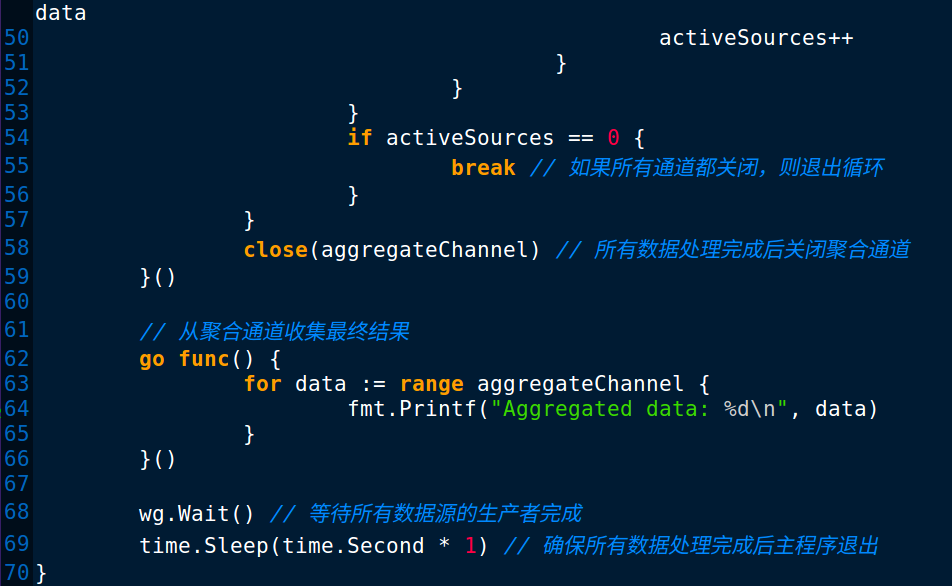 data
50 activeSources++
51 }
52 }
53 }
54 if activeSources == 0 {
55 break // 如果所有通道都关闭，则退出循环
56 }
57 }
58 close(aggregateChannel) // 所有数据处理完成后关闭聚合通道
59 }()
60
61 // 从聚合通道收集最终结果
62 go func() {
63 for data := range aggregateChannel {
64 fmt.Printf("Aggregated data: %d\n", data)
65 }
66 }()
67
68 wg.Wait() // 等待所有数据源的生产者完成
69 time.Sleep(time.Second * 1) // 确保所有数据处理完成后主程序退出
70 }